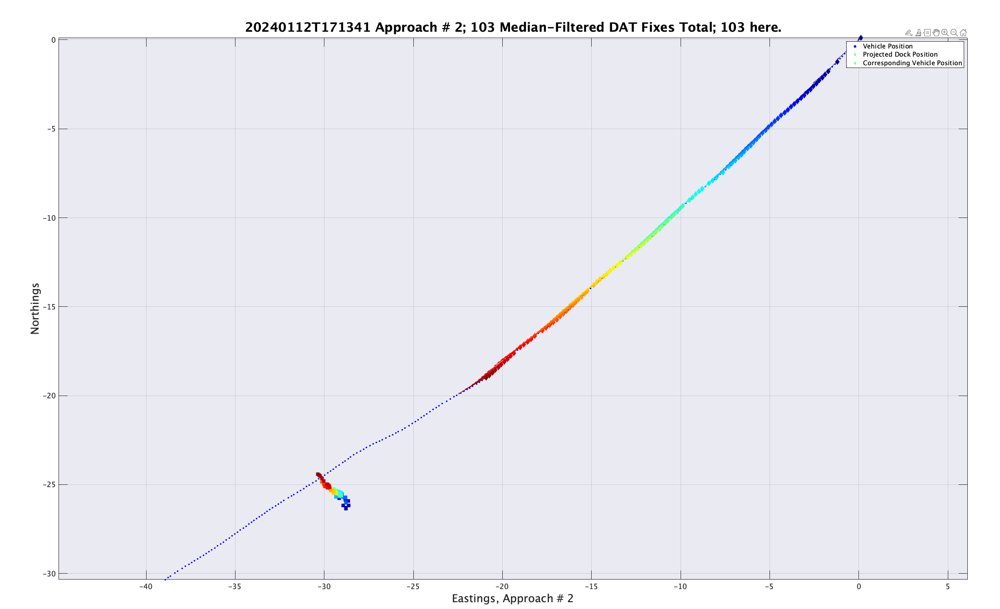 20240112T171341 Approach # 2; 103 Median-Filtered DAT Fixes Total; 103 here.
Vehicle Position
Projected Dock Position
Corresponding Vehicle Position
Northings
0
-5
-10
-15
-20
-25
-30
-40
-35
-30
-25
-20
-15
-10
-5
0
5
Eastings, Approach # 2